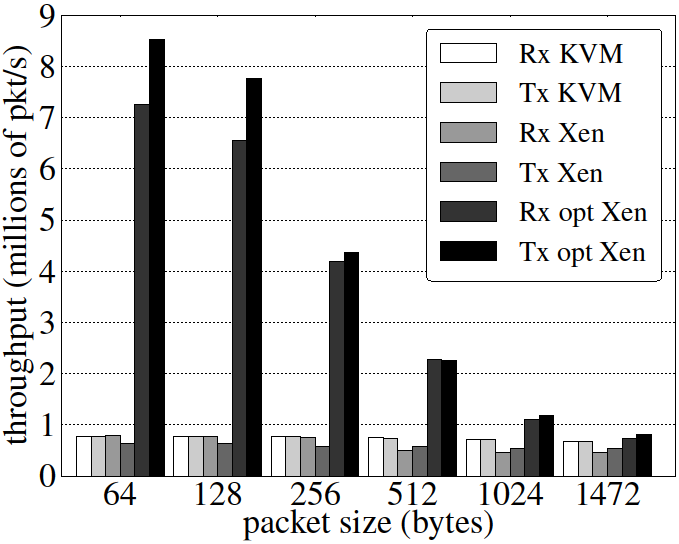 throughput (millions of pkt/s)
9
8
7
6
5
4
3
2
1
0
Rx KVM
Tx KVM
Rx Xen
Tx Xen
Rx opt Xen
Tx opt Xen
64 128 256 512 1024 1472
packet size (bytes)